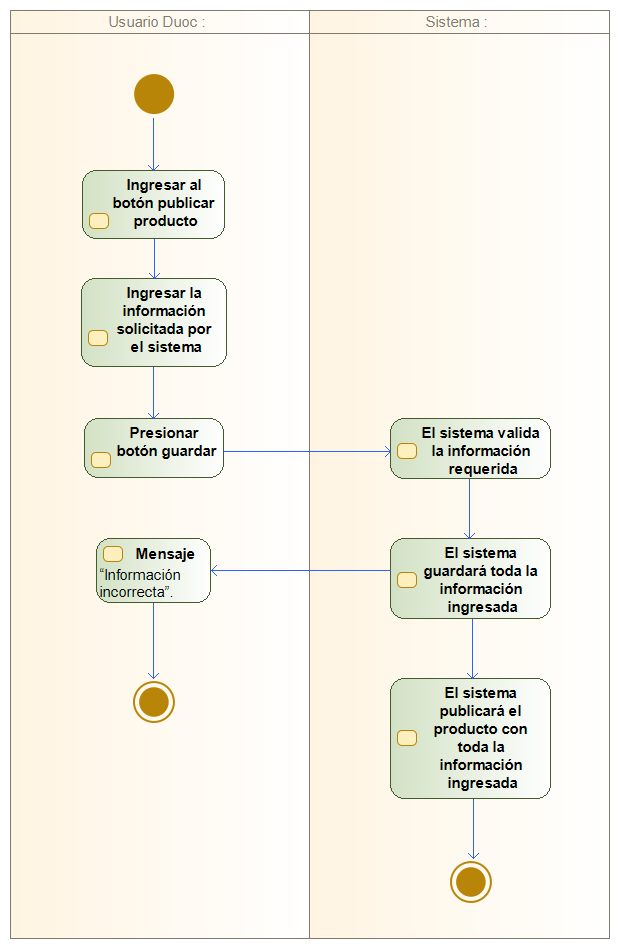 Usuario Duoc :
Sistema :
Ingresar al
botón publicar
producto
Ingresar la
información
solicitada por
el sistema
Presionar
botón guardar
El sistema valida
la información
requerida
Mensaje
“Información
incorrecta”.
El sistema
guardará toda la
información
ingresada
El sistema
publicará el
producto con
toda la
información
ingresada